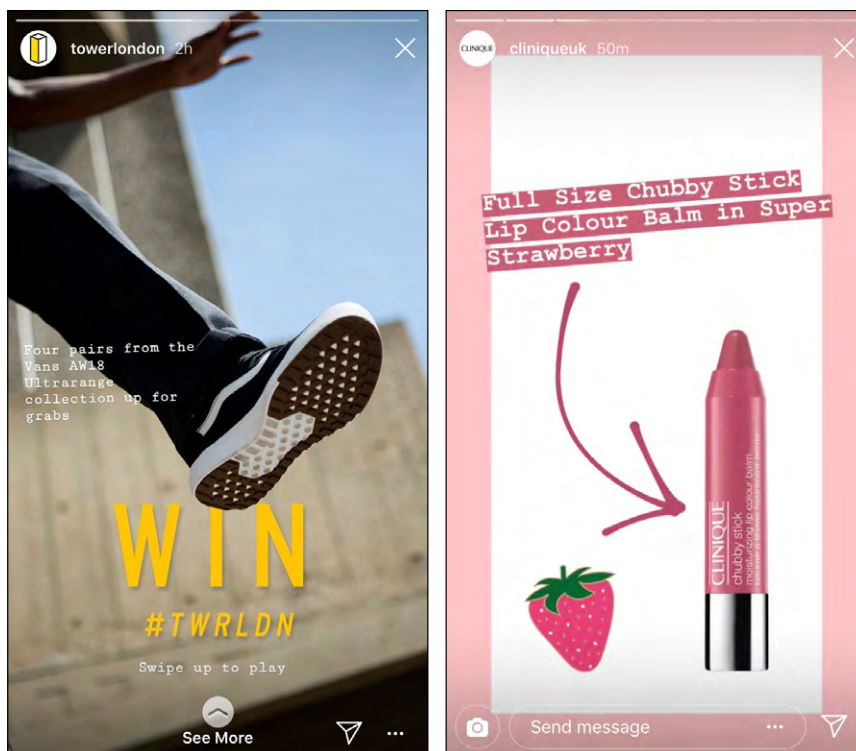 towerlondon 2h
Four pairs from the
Vans AW18
Ultrarange
collection up for
grabs
WIN
#TWRLDN
Swipe up to play
See More
CLINIQUE
cliniqueuk 50m
Full Size Chubby Stick
Lip Colour Balm in Super
Strawberry
CLINIQUE
chubby stick
moisturizing lip colour balm
Send message